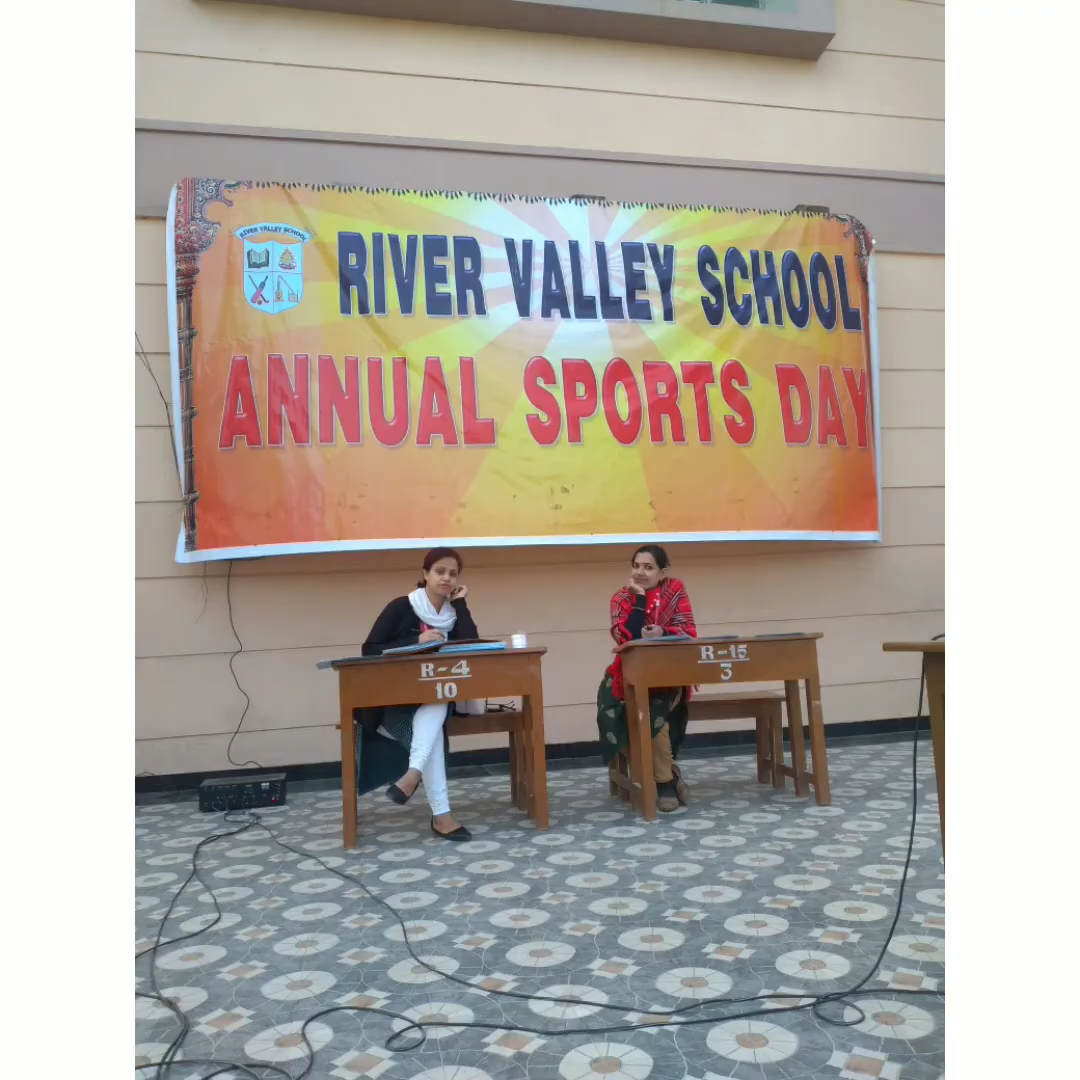 RIVER VALLEY SCHOOL
RIVER VALLEY SCHOOL
ANNUAL SPORTS DAY
R-4
10
R-15
3